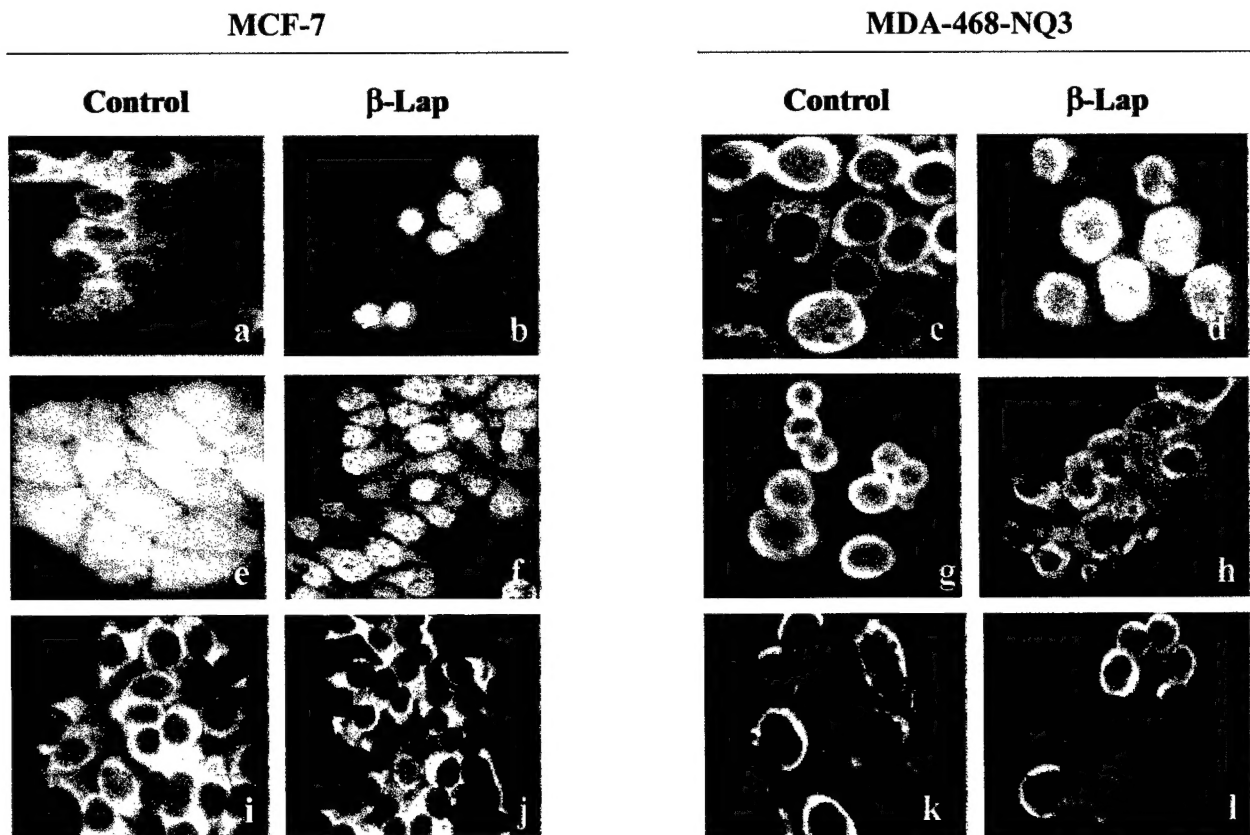 MCF-7 MDA-468-NQ3
Control β-Lap Control β-Lap
a b c d
e f g h
i j k l